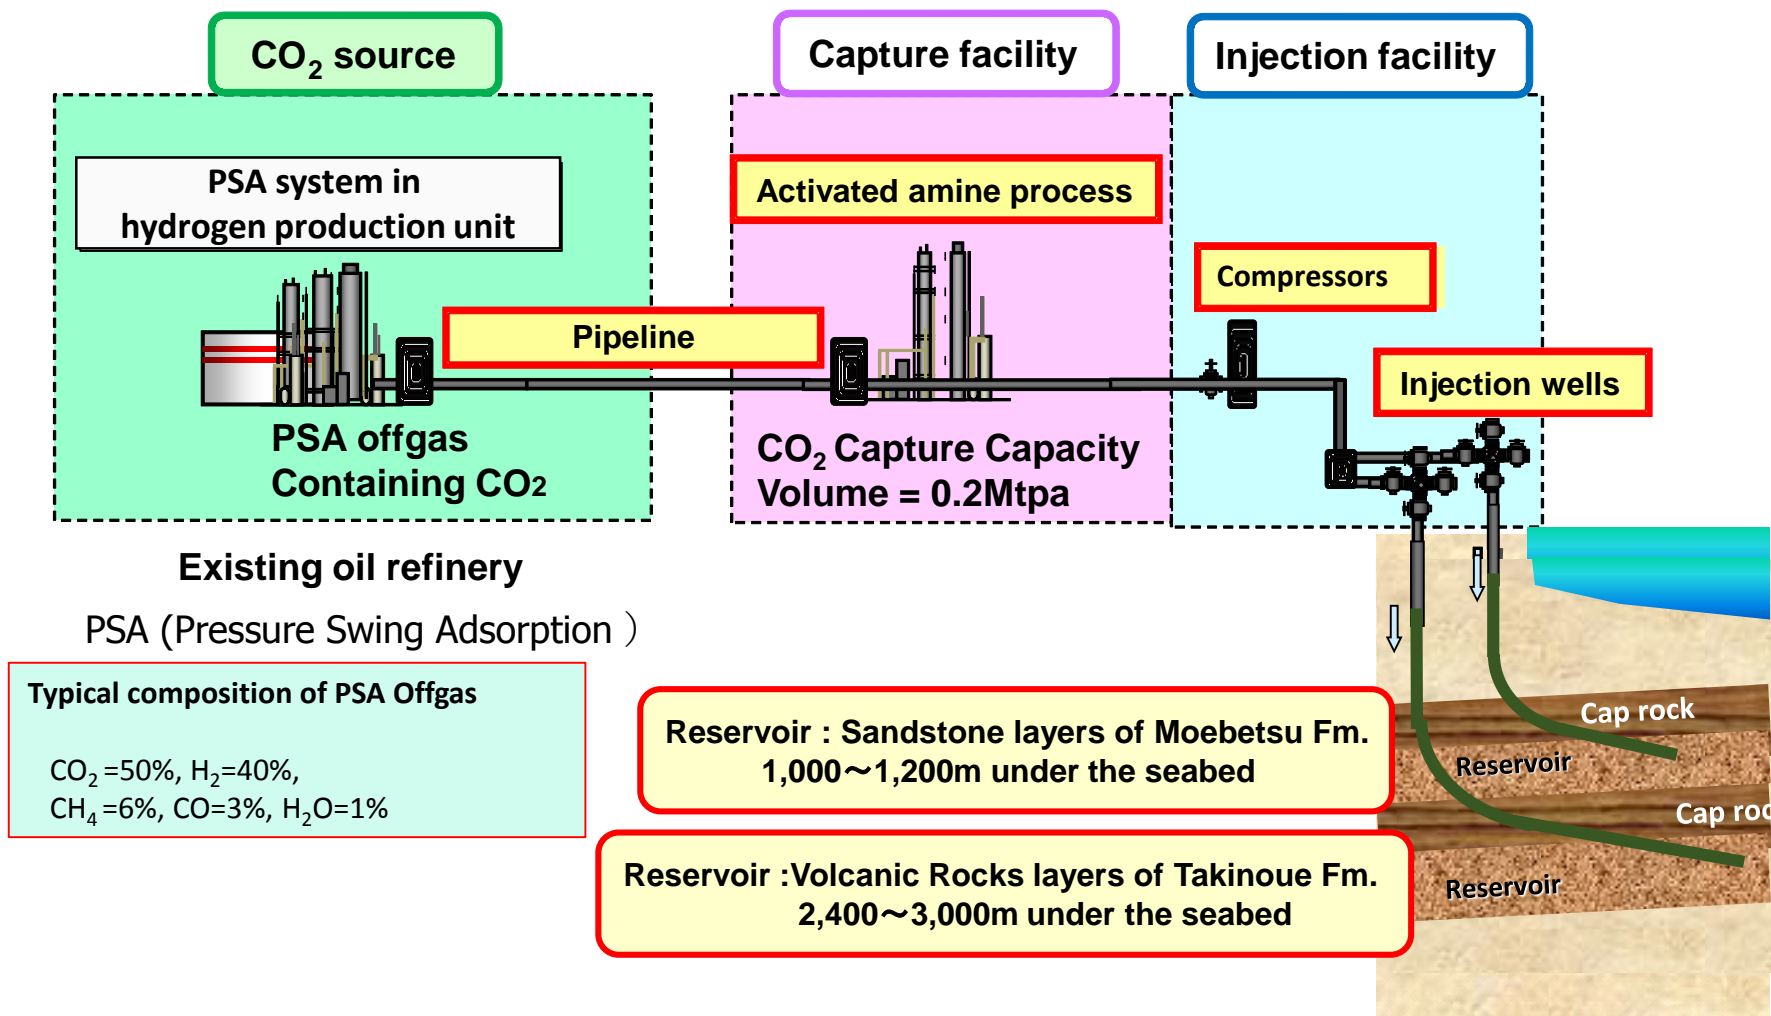 CO₂ source
Capture facility
Injection facility
PSA system in
hydrogen production unit
Activated amine process
Compressors
Pipeline
Injection wells
PSA offgas
Containing CO2
CO₂ Capture Capacity
Volume = 0.2Mtpa
Existing oil refinery
PSA (Pressure Swing Adsorption ）
Typical composition of PSA Offgas
CO₂ =50%, H₂=40%,
CH₄ =6%, CO=3%, H₂O=1%
Reservoir : Sandstone layers of Moebetsu Fm.
1,000～1,200m under the seabed
Reservoir :Volcanic Rocks layers of Takinoue Fm.
2,400～3,000m under the seabed
Cap rock
Reservoir
Cap roc
Reservoir